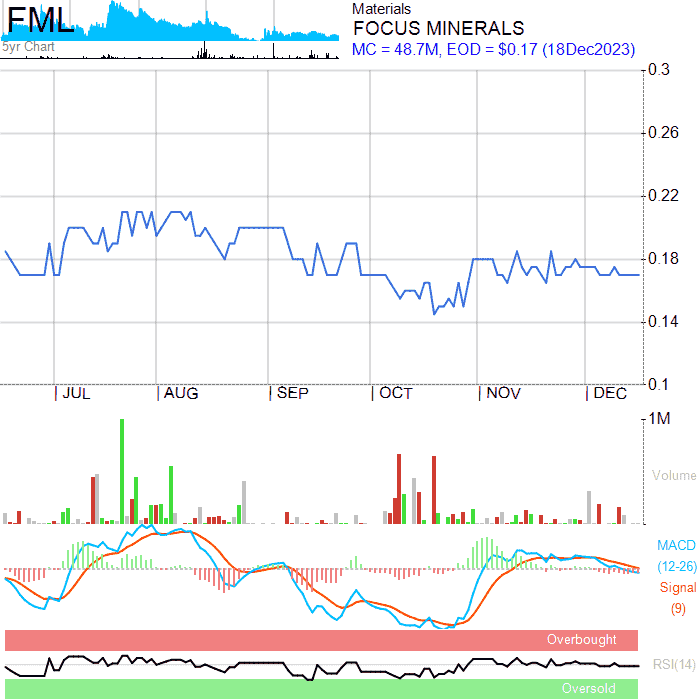 FML
5yr Chart
Materials
FOCUS MINERALS
MC = 48.7M, EOD = $0.17 (18Dec2023)
0.3
0.26
0.22
0.18
0.14
0.1
JUL AUG SEP OCT NOV DEC
1M
Volume
MACD
(12-26)
Signal
(9)
Overbought
RSI(14)
Oversold